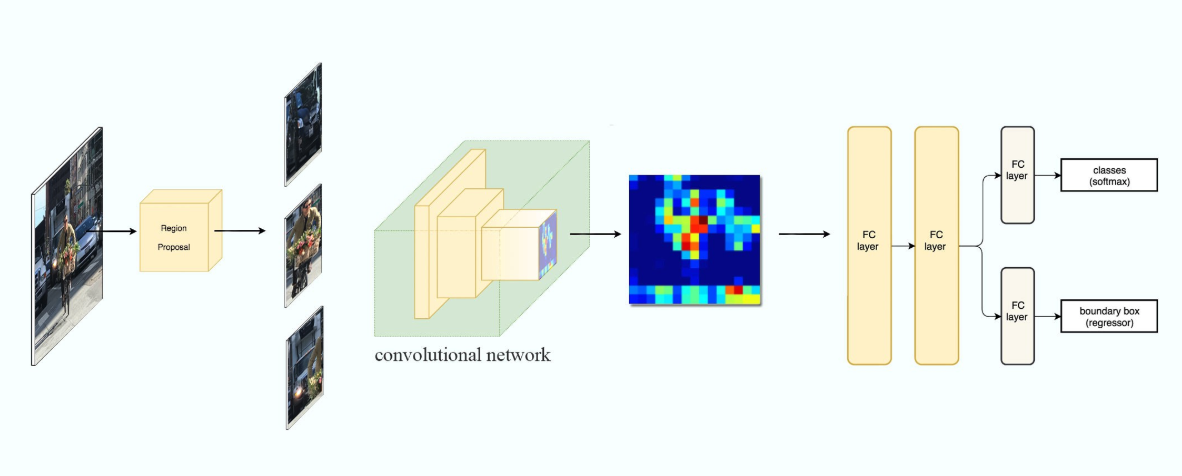 Region
Proposal
convolutional network
FC
layer
FC
layer
FC
layer
classes
(softmax)
FC
layer
boundary box
(regressor)